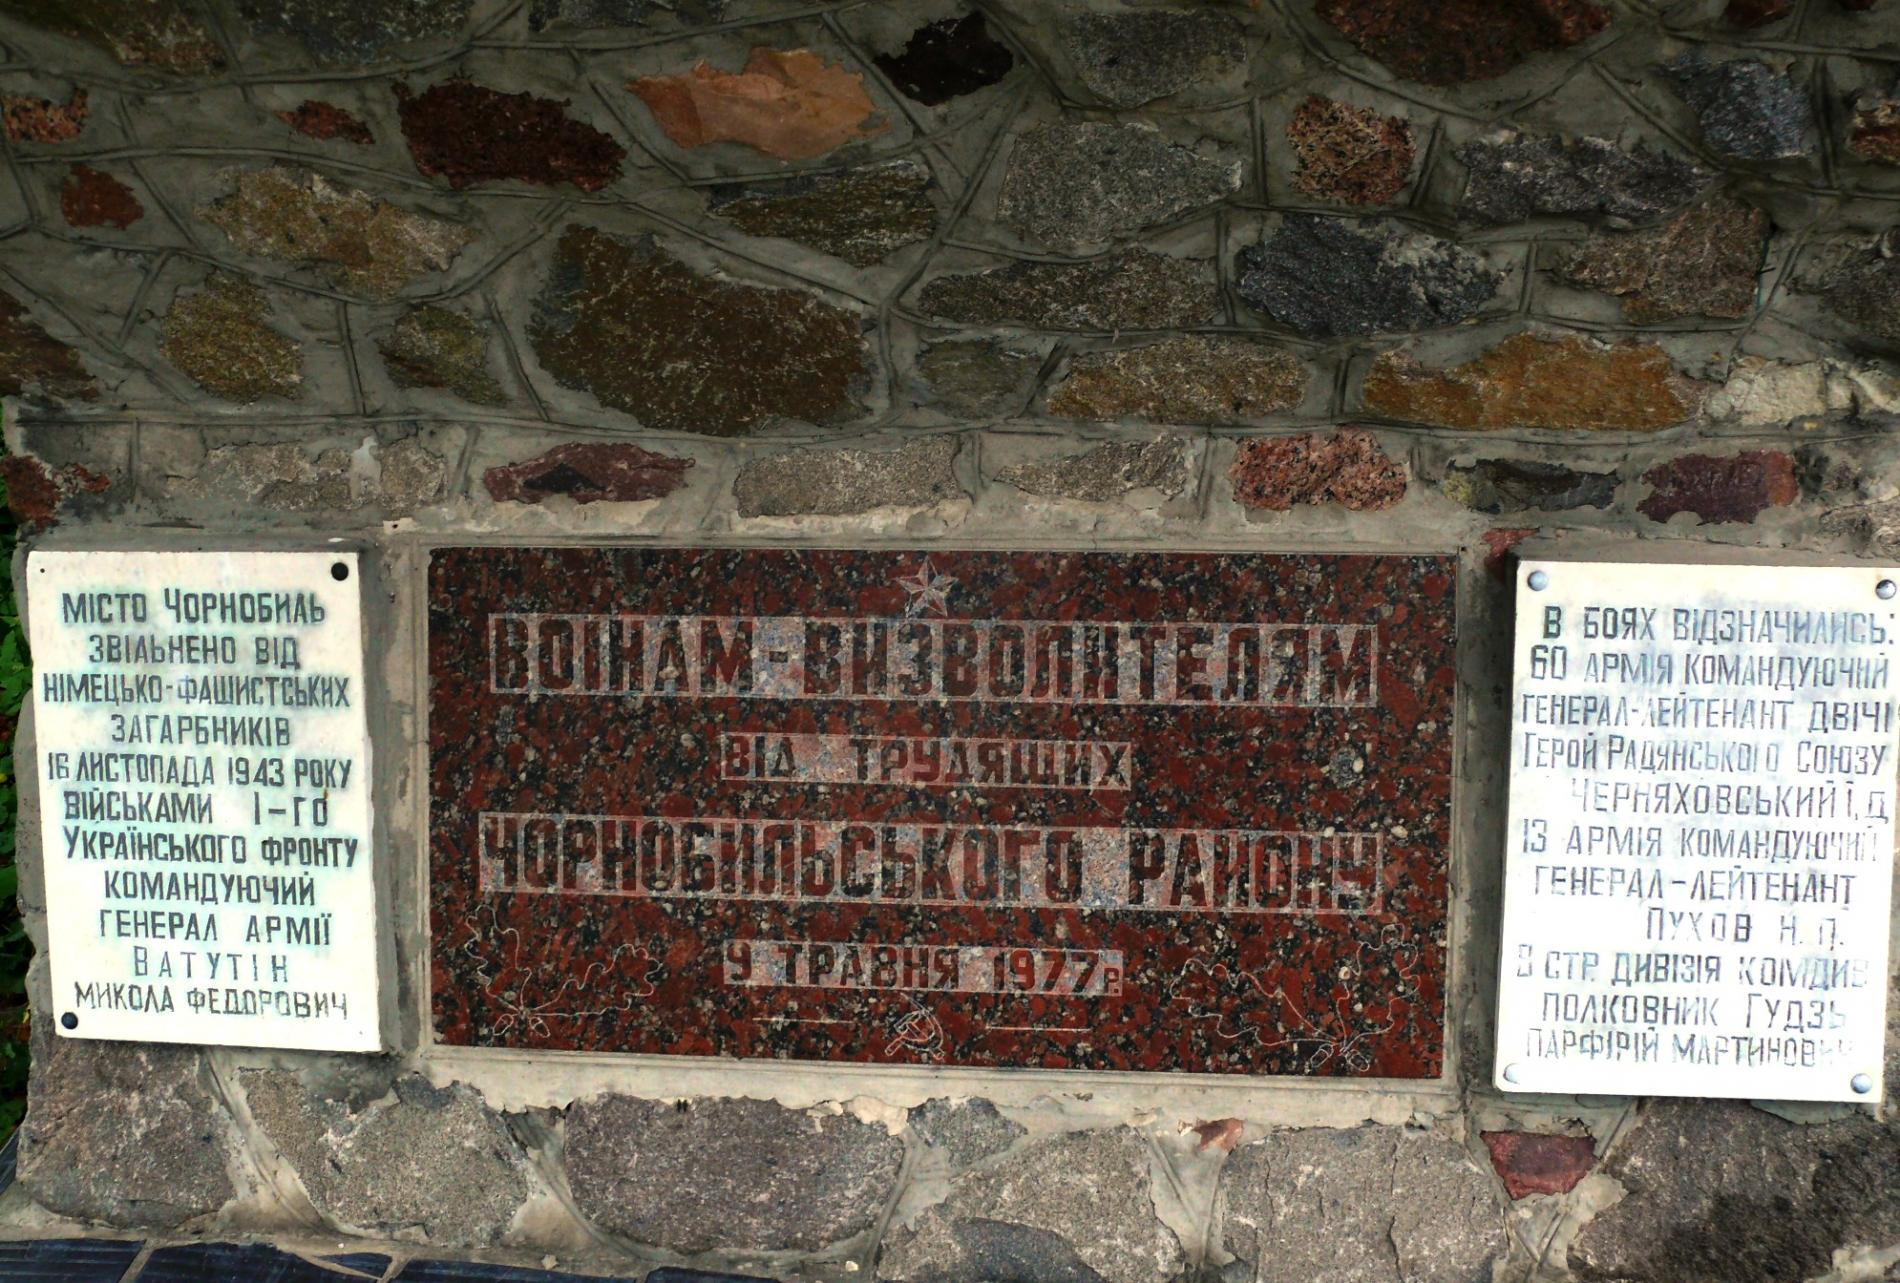 МІСТО ЧОРНОБИЛЬ
ЗВІЛЬНЕНО ВІД
НІМЕЦЬКО-ФАШИСТСЬКИХ
ЗАГАРБНИКІВ
16 ЛИСТОПАДА 1943 РОКУ
ВІЙСЬКАМИ І-ГО
УКРАЇНСЬКОГО ФРОНТУ
КОМАНДУЮЧИЙ
ГЕНЕРАЛ АРМІЇ
ВАТУТІН
МИКОЛА ФЕДОРОВИЧ
ВОІНАМ-ВИЗВОЛИТЕЛЯМ
ВІД ТРУДЯЩИХ
ЧОРНОБИЛЬСЬКОГО РАЙОНУ
9 ТРАВНЯ 1977 Р.
В БОЯХ ВІДЗНАЧИЛИСЬ:
60 АРМІЯ КОМАНДУЮЧИЙ
ГЕНЕРАЛ-ЛЕЙТЕНАНТ ДВІЧІ
ГЕРОЙ РАДЯНСЬКОГО СОЮЗУ
ЧЕРНЯХОВСЬКИЙ І.Д
13 АРМІЯ КОМАНДУЮЧИЙ
ГЕНЕРАЛ-ЛЕЙТЕНАНТ
ПУХОВ Н.П.
8 СТР. ДИВІЗІЯ КОМДИВ
ПОЛКОВНИК ГУДЗЬ
ПАРФІРІЙ МАРТИНОВИЧ